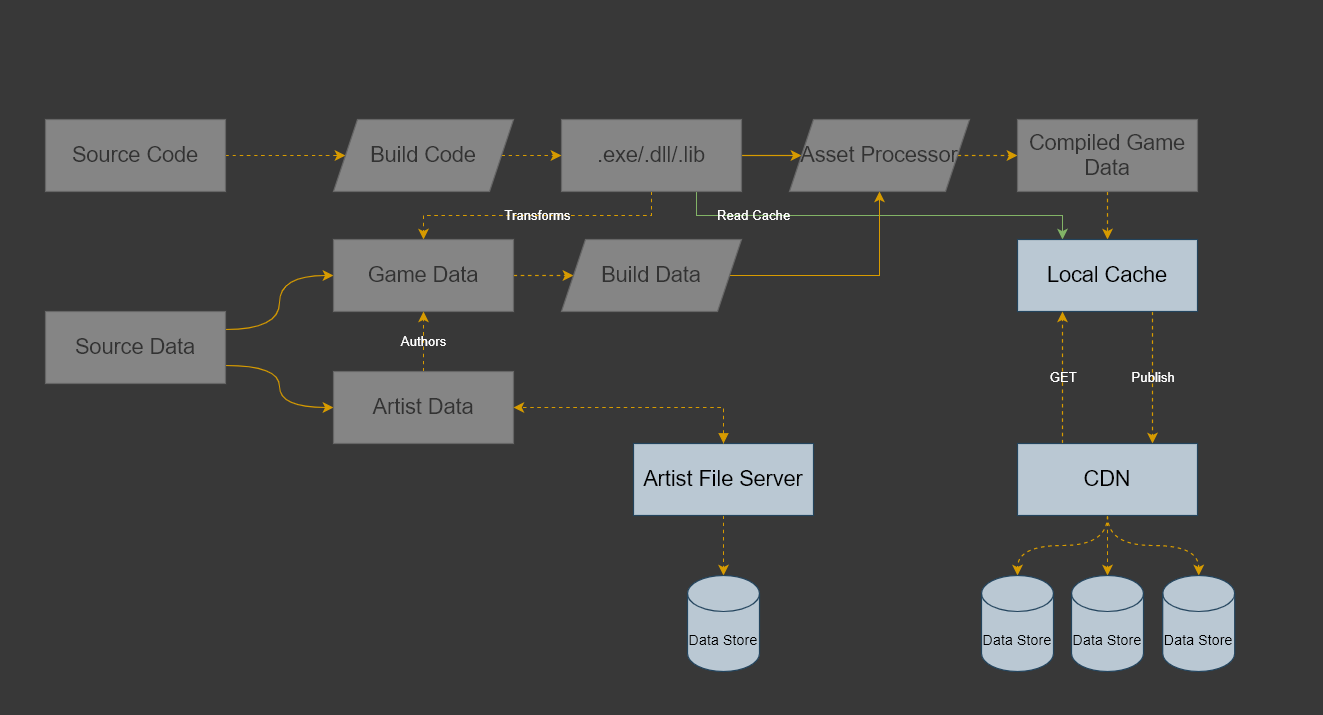 Source Code
Build Code
.exe/.dll/.lib
Asset Processor
Compiled Game
Data
Transforms
Read Cache
Game Data
Build Data
Local Cache
Source Data
Authors
GET
Publish
Artist Data
Artist File Server
CDN
Data Store
Data Store
Data Store
Data Store